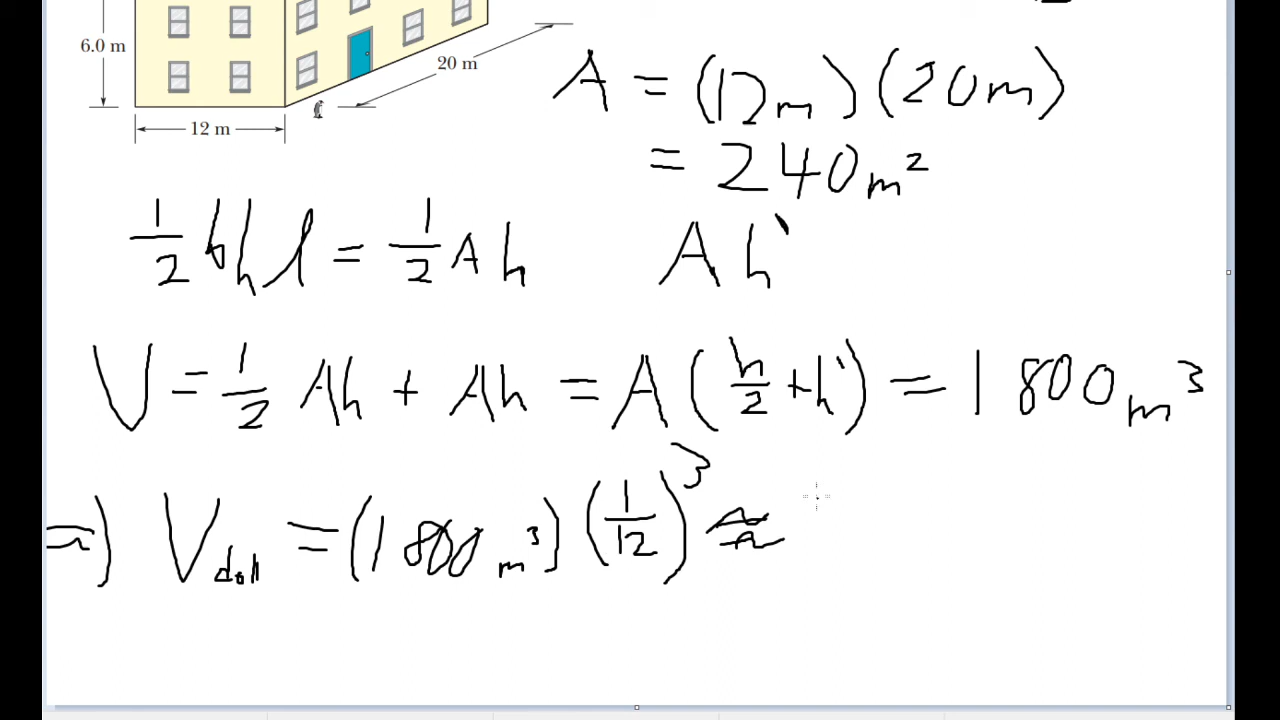 6.0 m
20 m
12 m
A = (12m)(20m)
= 240m²
1/2 bhl = 1/2 Ah
Ah'
V = 1/2 Ah + Ah = A(h/2 + h') = 1800m³
a) V_doll = (1800m³)(1/12)³ ≈